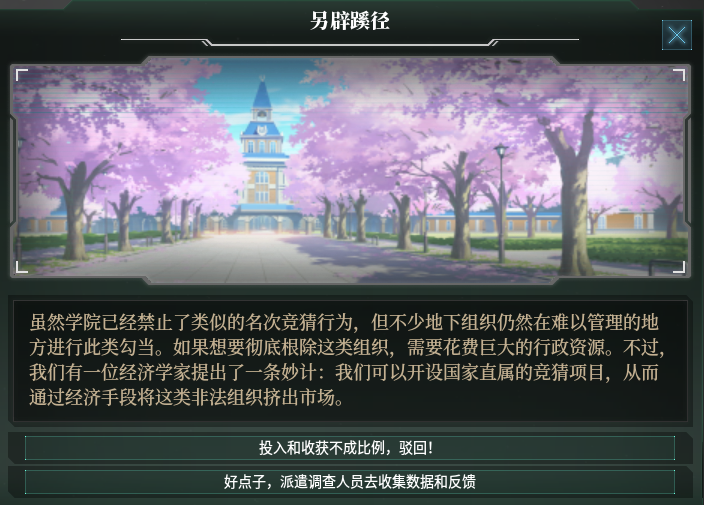 另辟蹊径
虽然学院已经禁止了类似的名次竞猜行为，但不少地下组织仍然在难以管理的地
方进行此类勾当。如果想要彻底根除这类组织，需要花费巨大的行政资源。不过，
我们有一位经济学家提出了一条妙计：我们可以开设国家直属的竞猜项目，从而
通过经济手段将这类非法组织挤出市场。
投入和收获不成比例，驳回！
好点子，派遣调查人员去收集数据和反馈